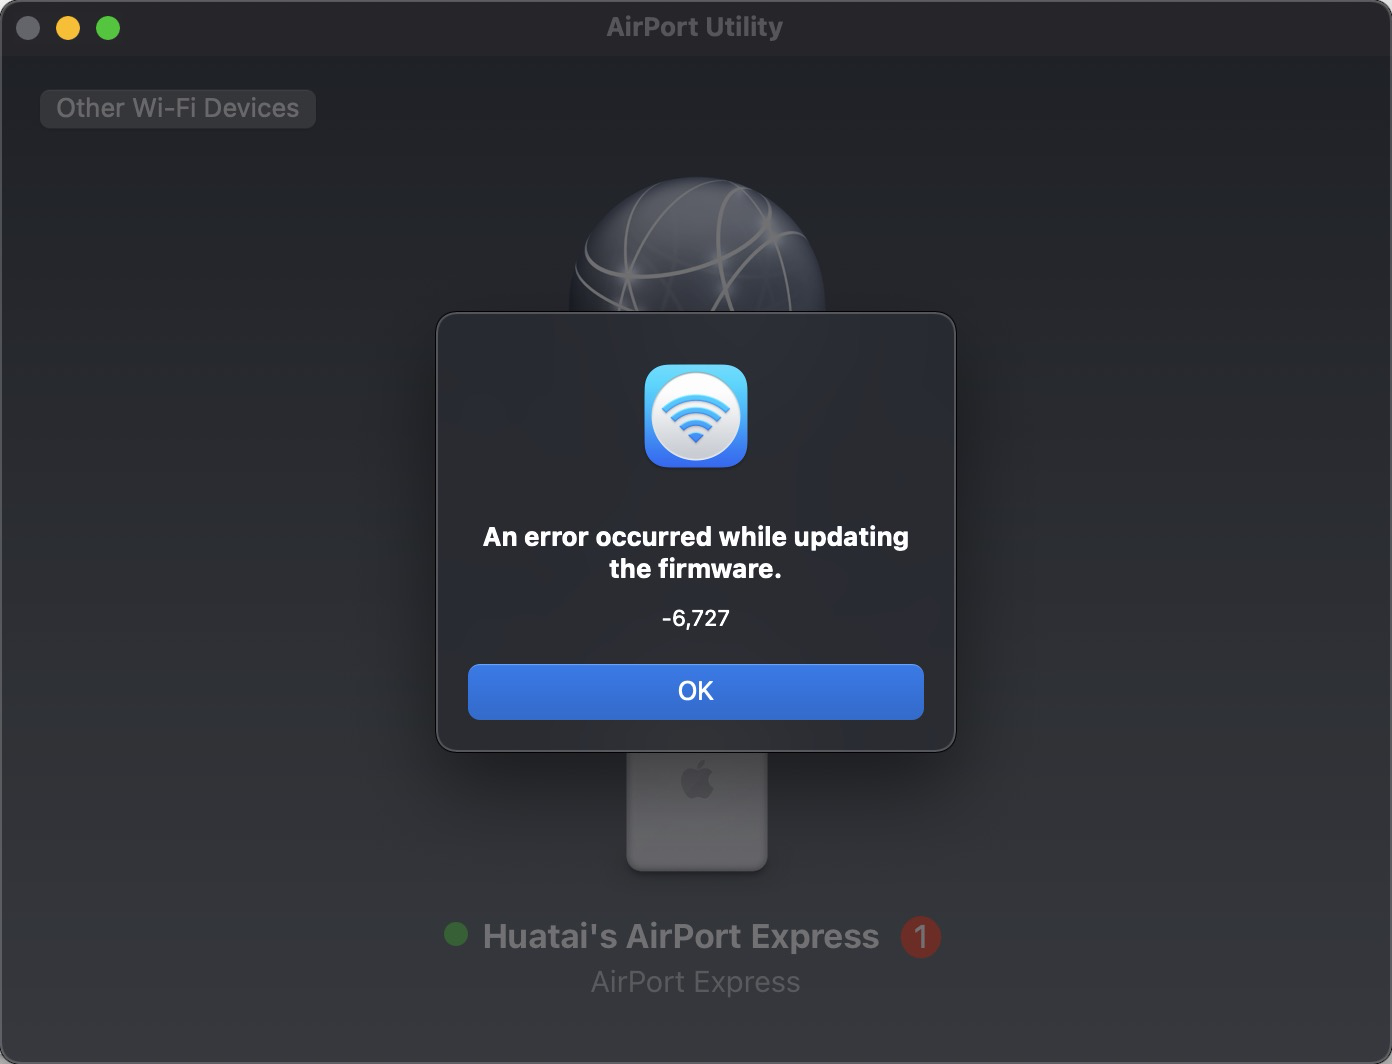 AirPort Utility
Other Wi-Fi Devices
An error occurred while updating
the firmware.
-6,727
OK
Huatai's AirPort Express 1
AirPort Express